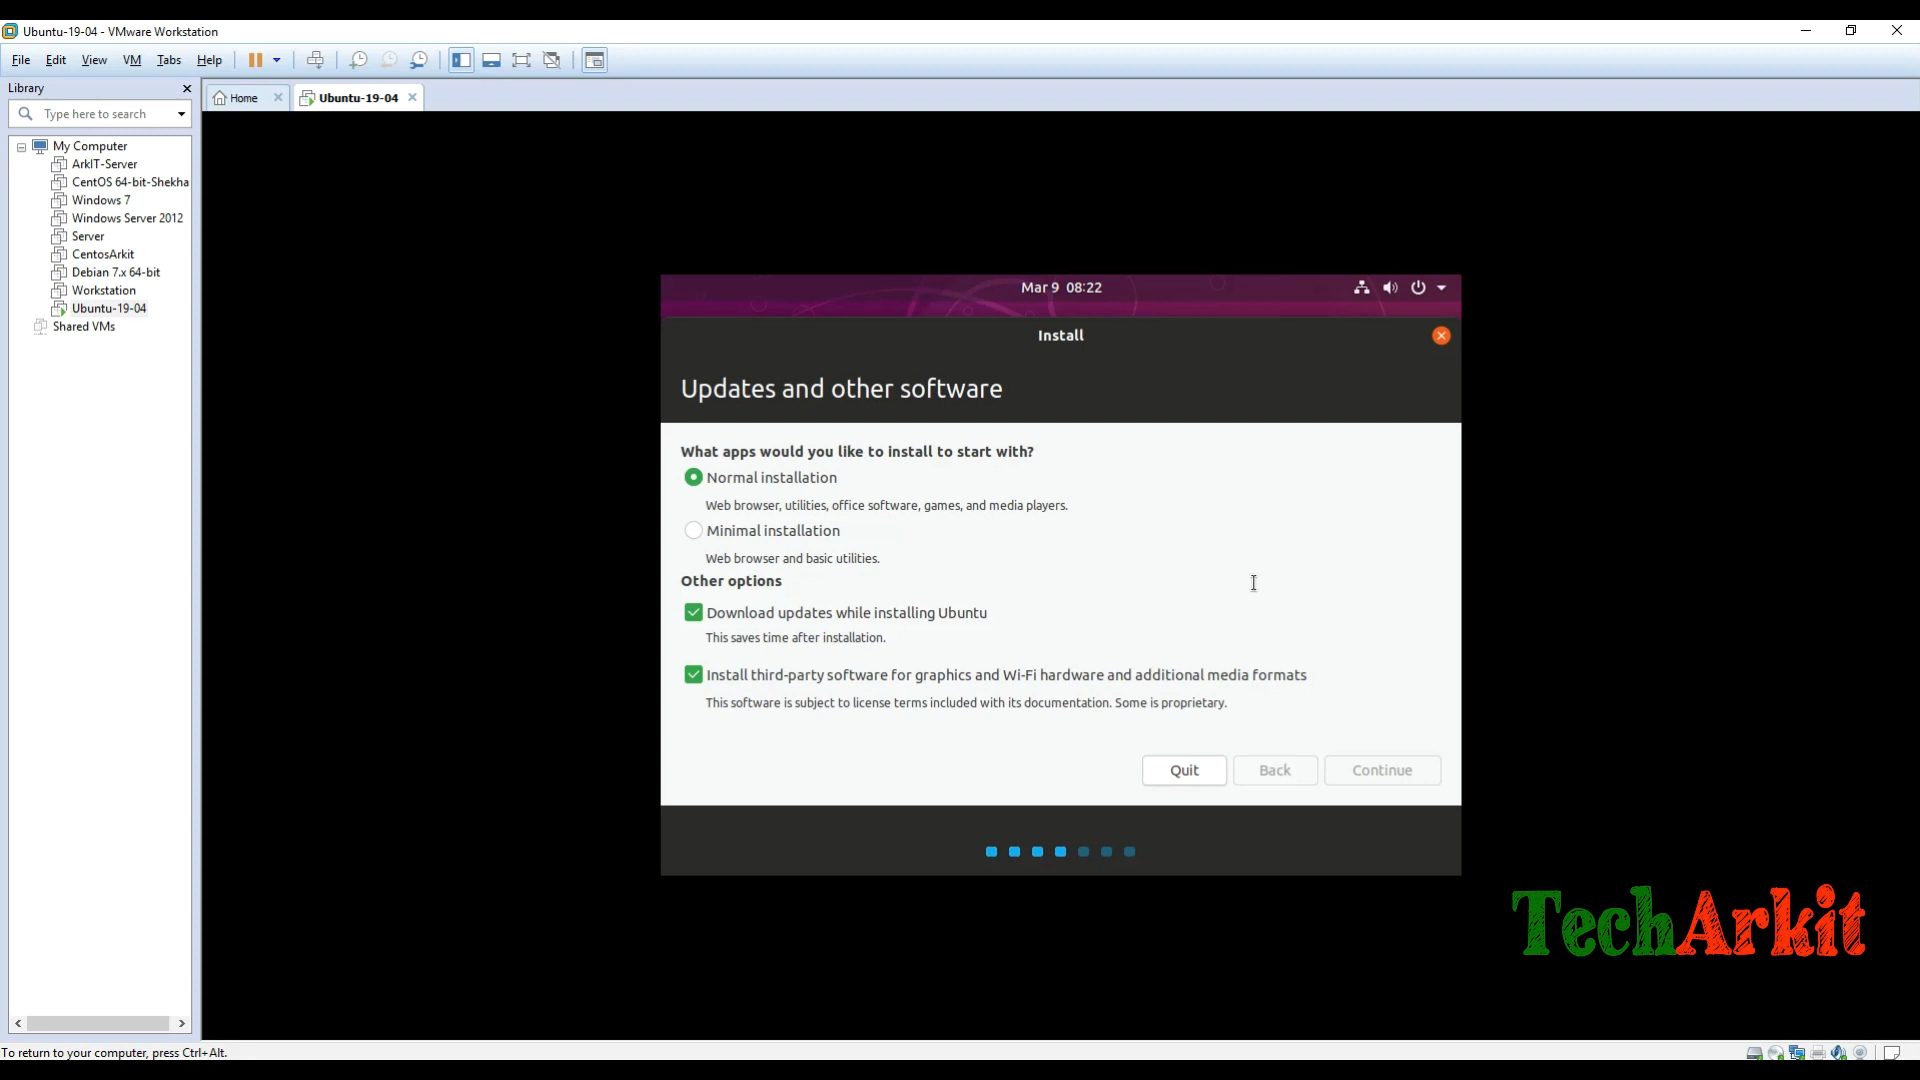 Ubuntu-19-04 - VMware Workstation
File Edit View VM Tabs Help
Library
Home
Ubuntu-19-04
Type here to search
My Computer
ArkIT-Server
CentOS 64-bit-Shekha
Windows 7
Windows Server 2012
Server
CentosArkit
Debian 7.x 64-bit
Workstation
Ubuntu-19-04
Shared VMs
Mar 9 08:22
Install
Updates and other software
What apps would you like to install to start with?
Normal installation
Web browser, utilities, office software, games, and media players.
Minimal installation
Web browser and basic utilities.
Other options
Download updates while installing Ubuntu
This saves time after installation.
Install third-party software for graphics and Wi-Fi hardware and additional media formats
This software is subject to license terms included with its documentation. Some is proprietary.
Quit Back Continue
TechArkit
To return to your computer, press Ctrl+Alt.